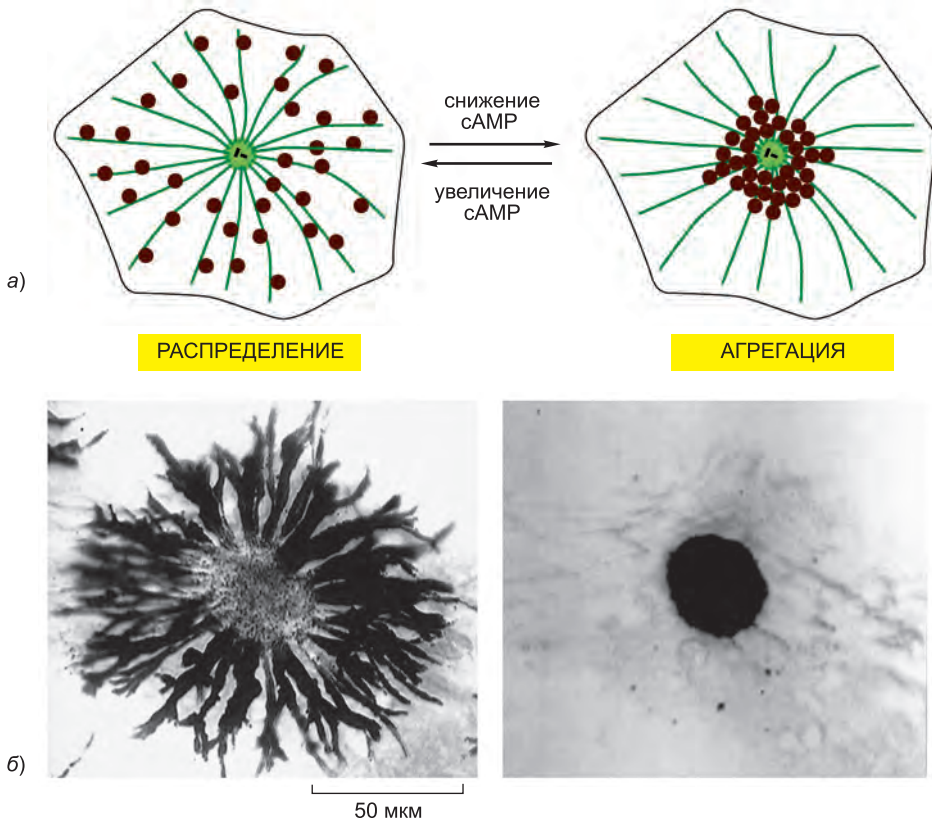 снижение
cAMP
увеличение
cAMP
а)
РАСПРЕДЕЛЕНИЕ
АГРЕГАЦИЯ
б)
50 мкм